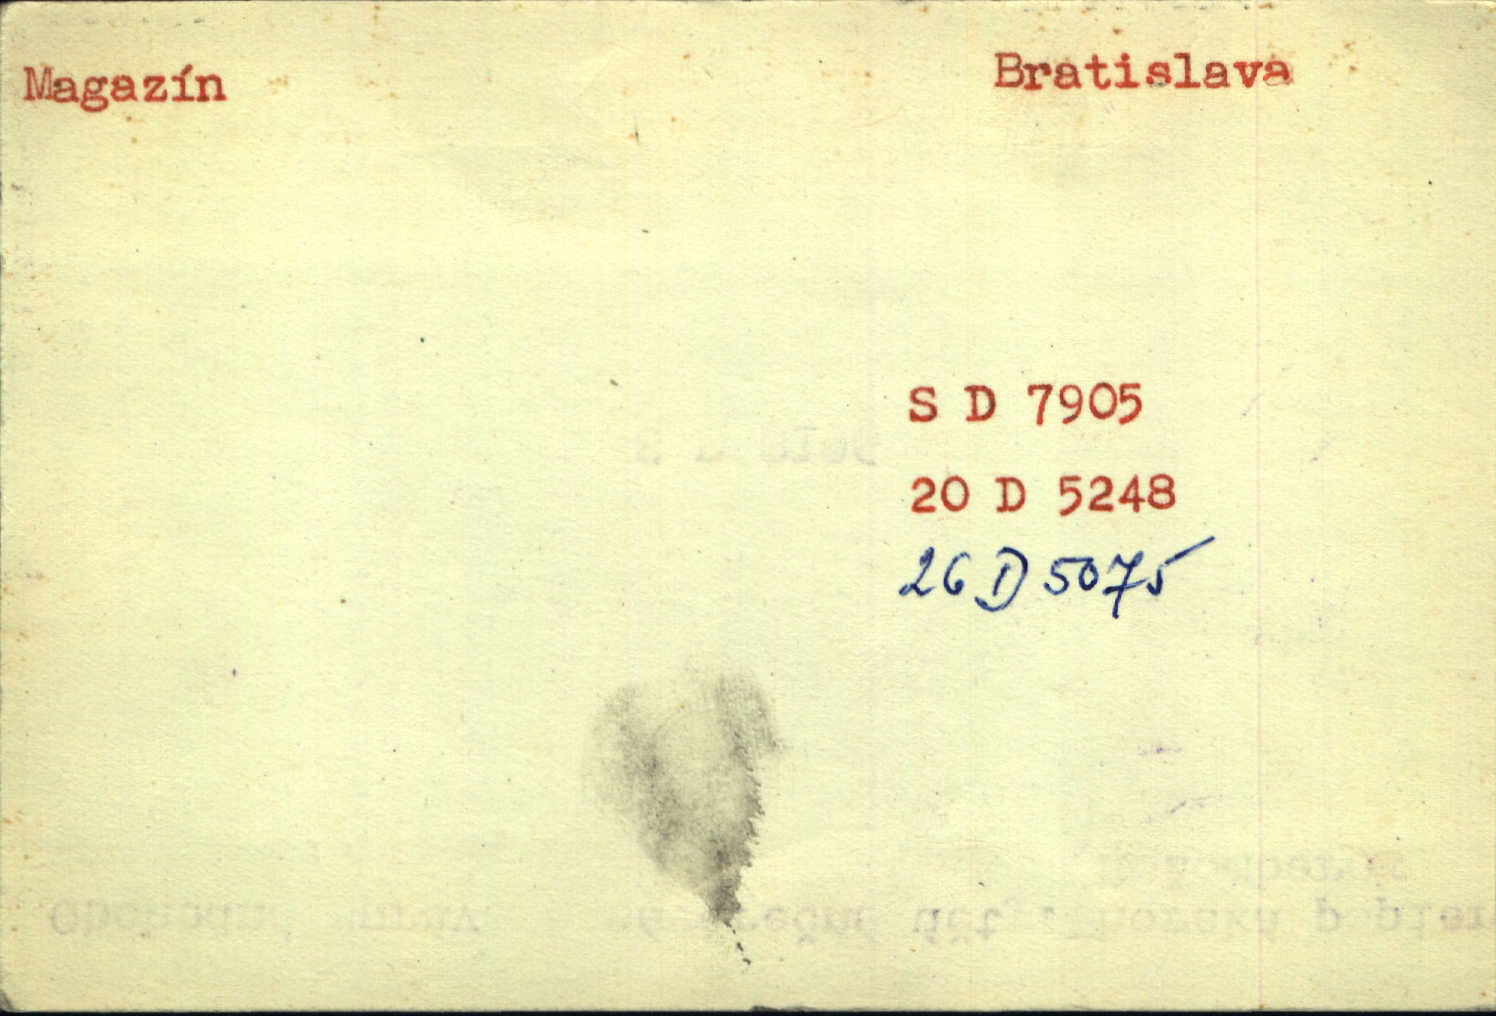 Magazín Bratislava
S D 7905
20 D 5248
26 D 5075